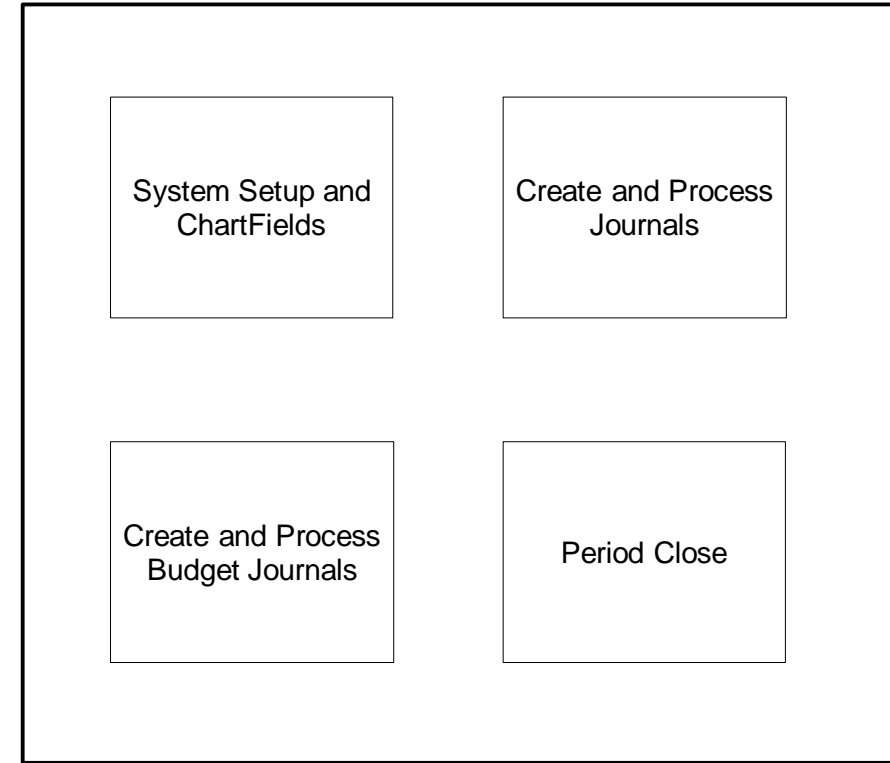 System Setup and
ChartFields
Create and Process
Journals
Create and Process
Budget Journals
Period Close